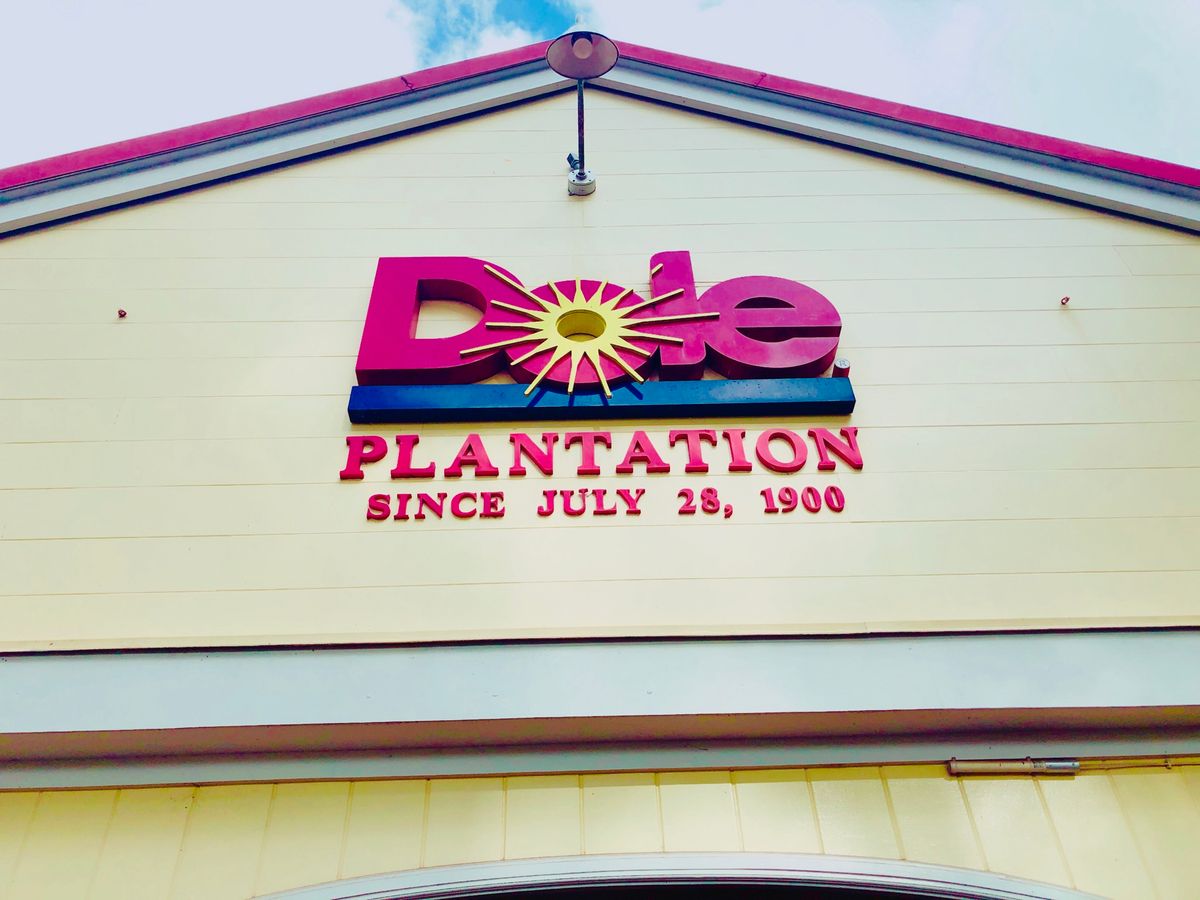 Dole
PLANTATION
SINCE JULY 28, 1900